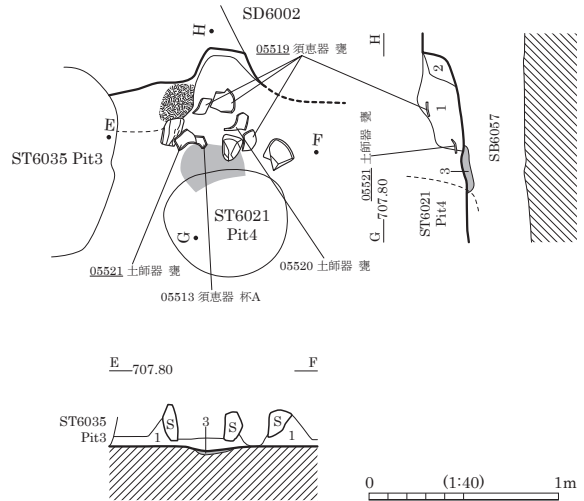 SD6002
H
05519 須恵器 甕
E
ST6035 Pit3
F
ST6021
Pit4
G
05521 土師器 甕
05520 土師器 甕
05513 須恵器 杯A
H
2
1
3
SB6057
05521 土師器 甕
ST6021
Pit4
G 707.80
E 707.80
F
ST6035
Pit3
1
S
3
S
S
1
0
(1:40)
1m